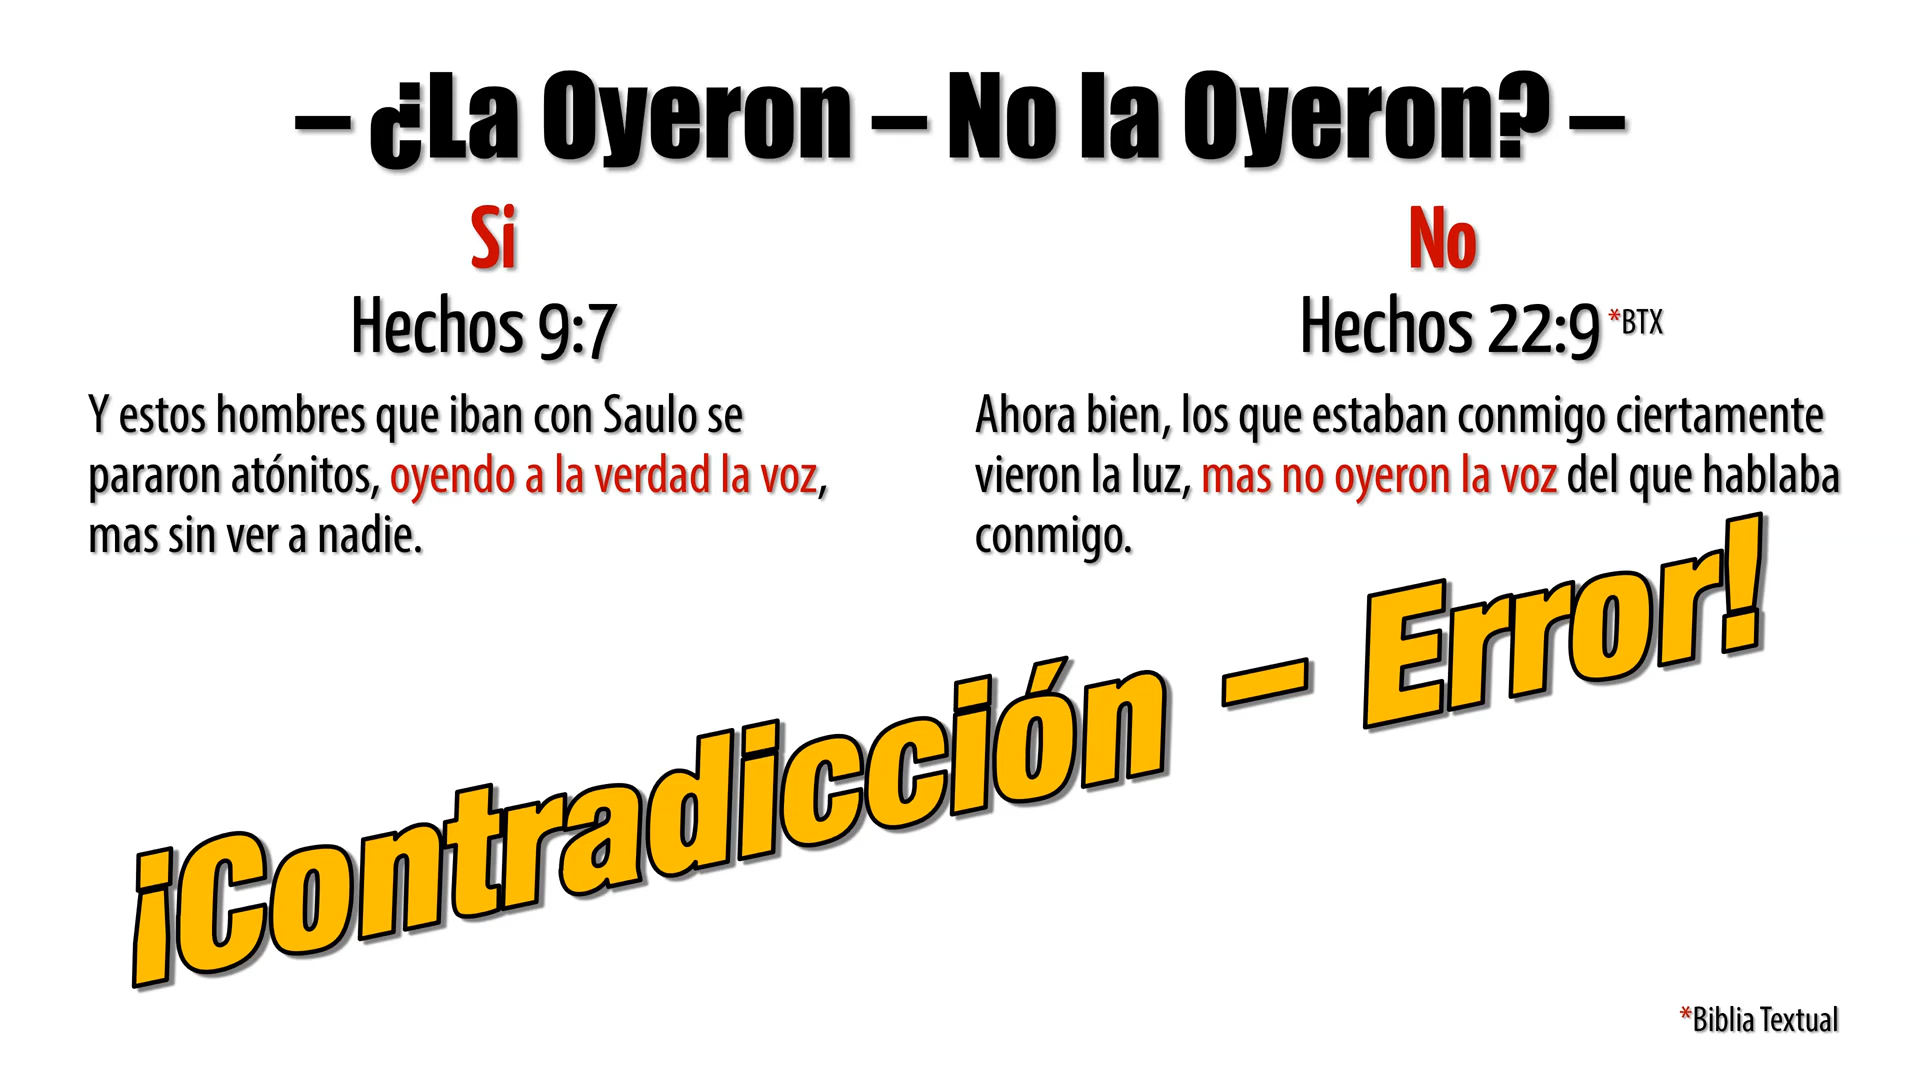 – ¿La Oyeron – No la Oyeron? –
Si
Hechos 9:7
Y estos hombres que iban con Saulo se
pararon atónitos, oyendo a la verdad la voz,
mas sin ver a nadie.
No
Hechos 22:9 *BTX
Ahora bien, los que estaban conmigo ciertamente
vieron la luz, mas no oyeron la voz del que hablaba
conmigo.
¡Contradicción – Error!
*Biblia Textual